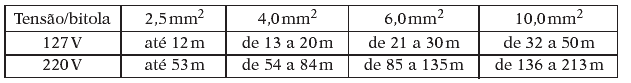 Tensão/bitola 2,5 mm² 4,0 mm² 6,0 mm² 10,0 mm²
127 V até 12 m de 13 a 20 m de 21 a 30 m de 32 a 50 m
220 V até 53 m de 54 a 84 m de 85 a 135 m de 136 a 213 m